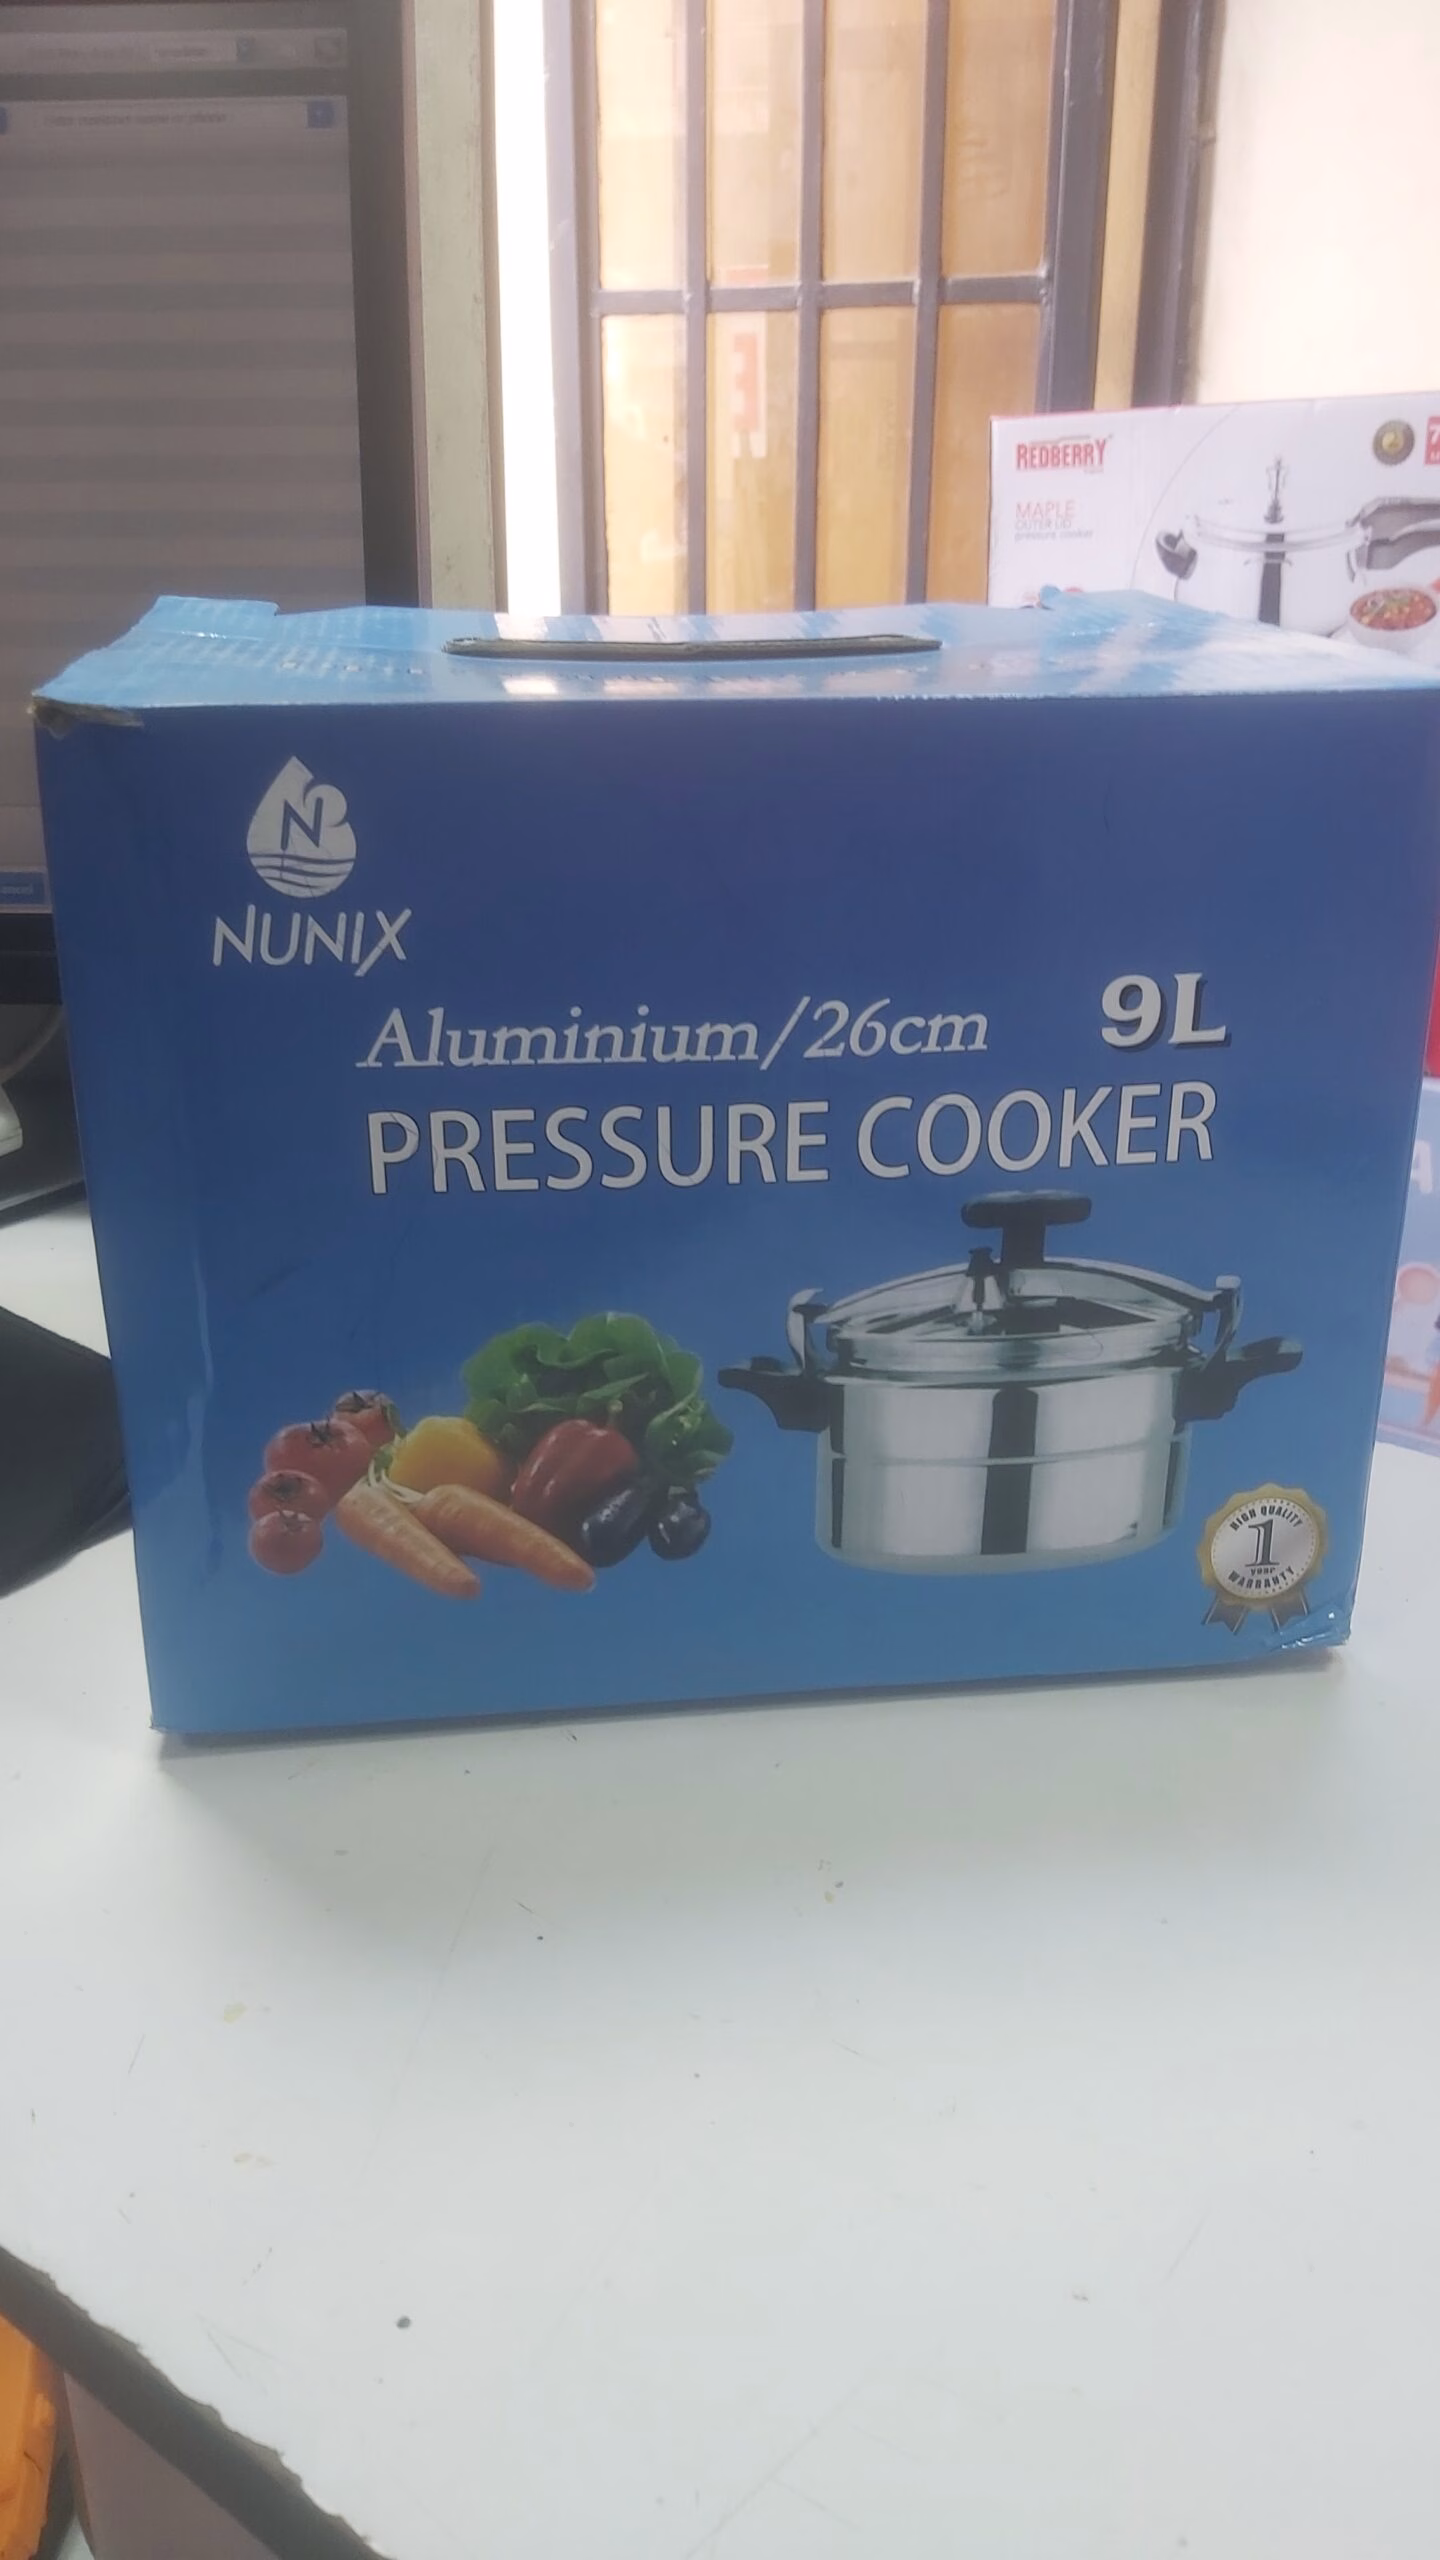 REDBERRY
MAPLE
OUTER LID
pressure cooker
N
NUNIX
Aluminium/26cm
9L
PRESSURE COOKER
HIGH QUALITY
1
year
WARRANTY